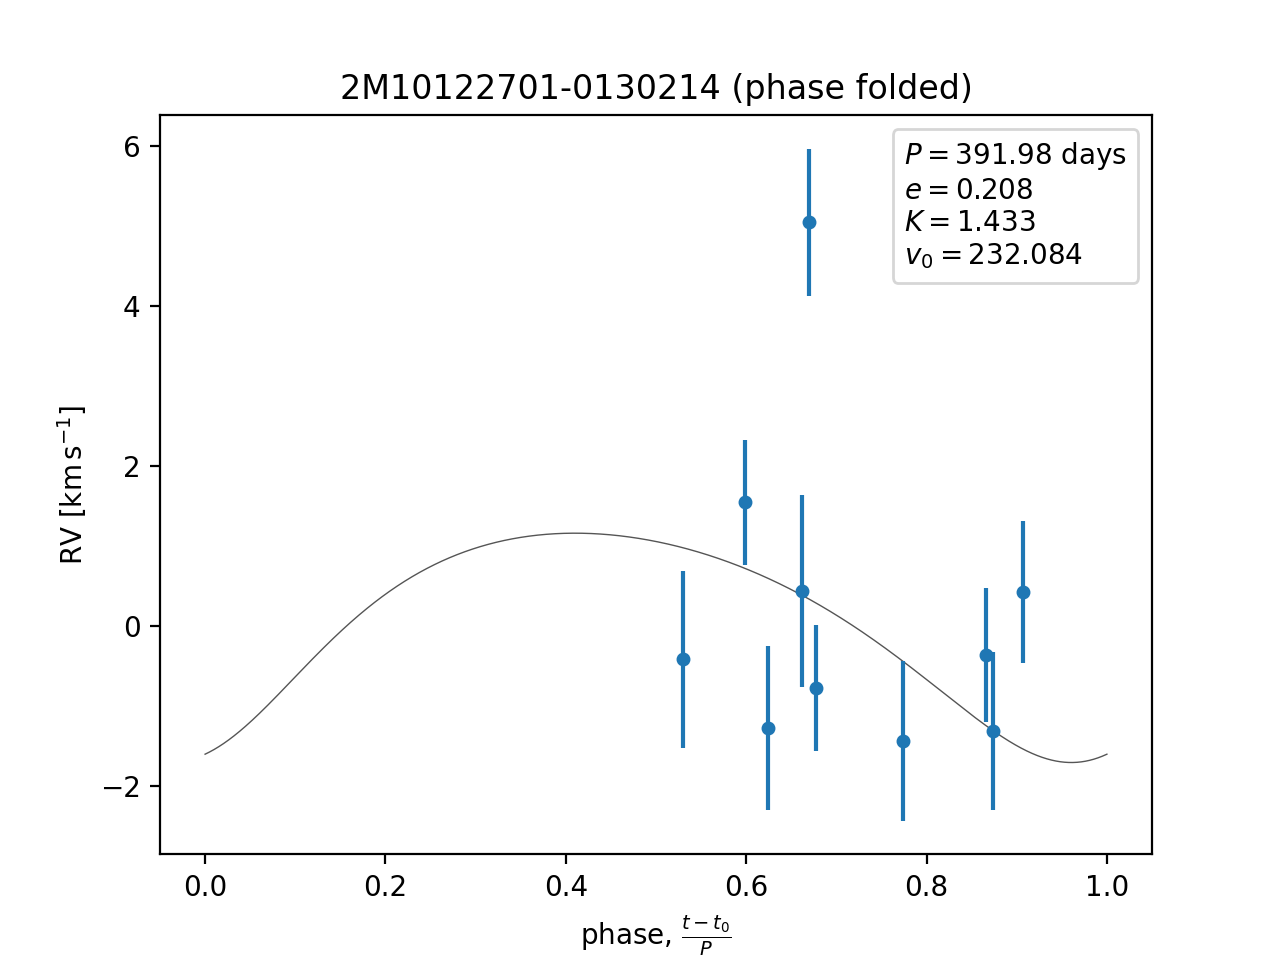 2M10122701-0130214 (phase folded)
P = 391.98 days
e = 0.208
K = 1.433
v₀ = 232.084
RV [km s⁻¹]
6
4
2
0
−2
0.0 0.2 0.4 0.6 0.8 1.0
phase, (t − t₀)/P